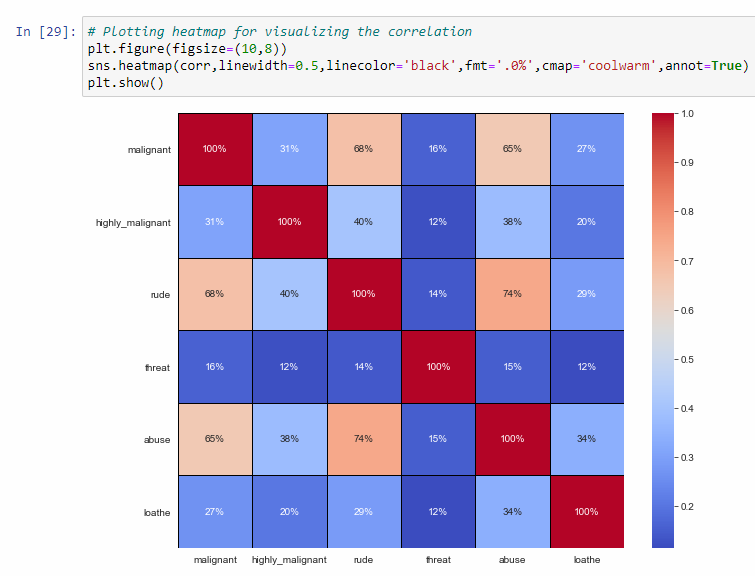 In [29]: # Plotting heatmap for visualizing the correlation
plt.figure(figsize=(10,8))
sns.heatmap(corr,linewidth=0.5,linecolor='black',fmt='.0%',cmap='coolwarm',annot=True)
plt.show()
malignant 100% 31% 68% 16% 65% 27%
highly_malignant 31% 100% 40% 12% 38% 20%
rude 68% 40% 100% 14% 74% 29%
threat 16% 12% 14% 100% 15% 12%
abuse 65% 38% 74% 15% 100% 34%
loathe 27% 20% 29% 12% 34% 100%
malignant highly_malignant rude threat abuse loathe
1.0
0.9
0.8
0.7
0.6
0.5
0.4
0.3
0.2